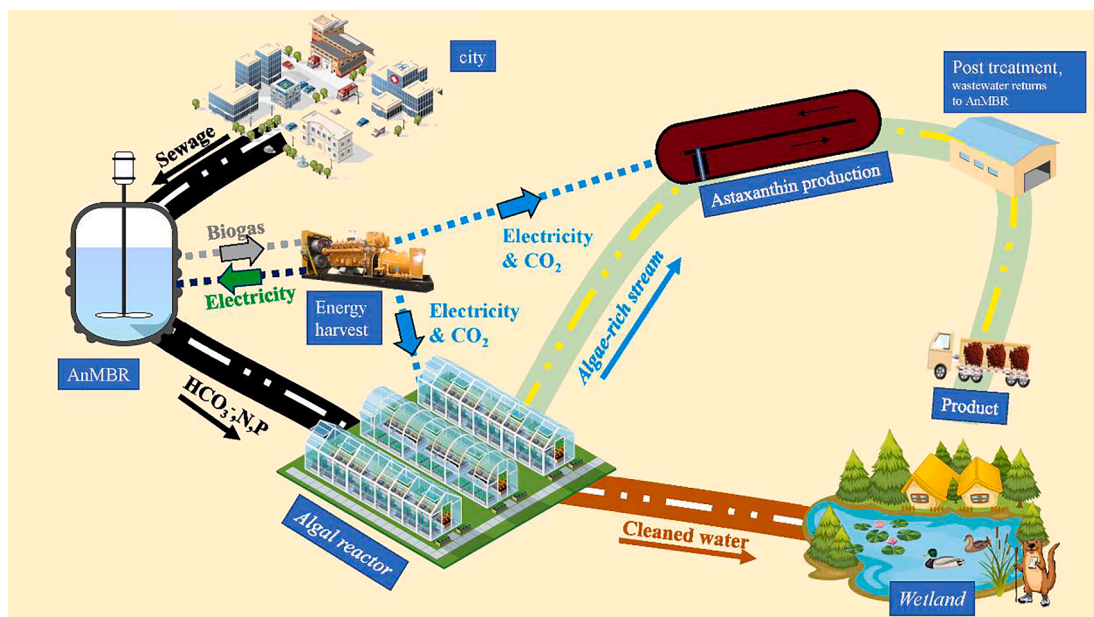 city
Post treatment,
wastewater returns
to AnMBR
Sewage
Astaxanthin production
Biogas
Electricity
& CO₂
Electricity
Energy
harvest
Electricity
& CO₂
Algae-rich stream
AnMBR
HCO₃⁻,N,P
Product
Algal reactor
Cleaned water
Wetland